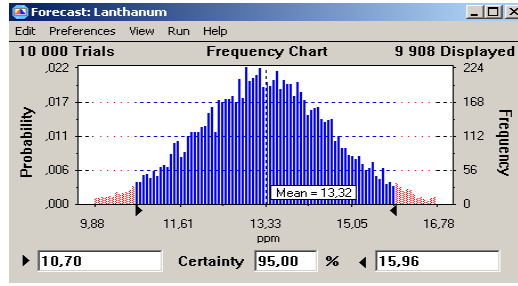 Forecast: Lanthanum
Edit Preferences View Run Help
10 000 Trials Frequency Chart 9 908 Displayed
Probability
,022
,017
,011
,006
,000
Mean = 13,32
224
168
112
56
0
Frequency
9,88 11,61 13,33 15,05 16,78
ppm
10,70 Certainty 95,00 % 15,96